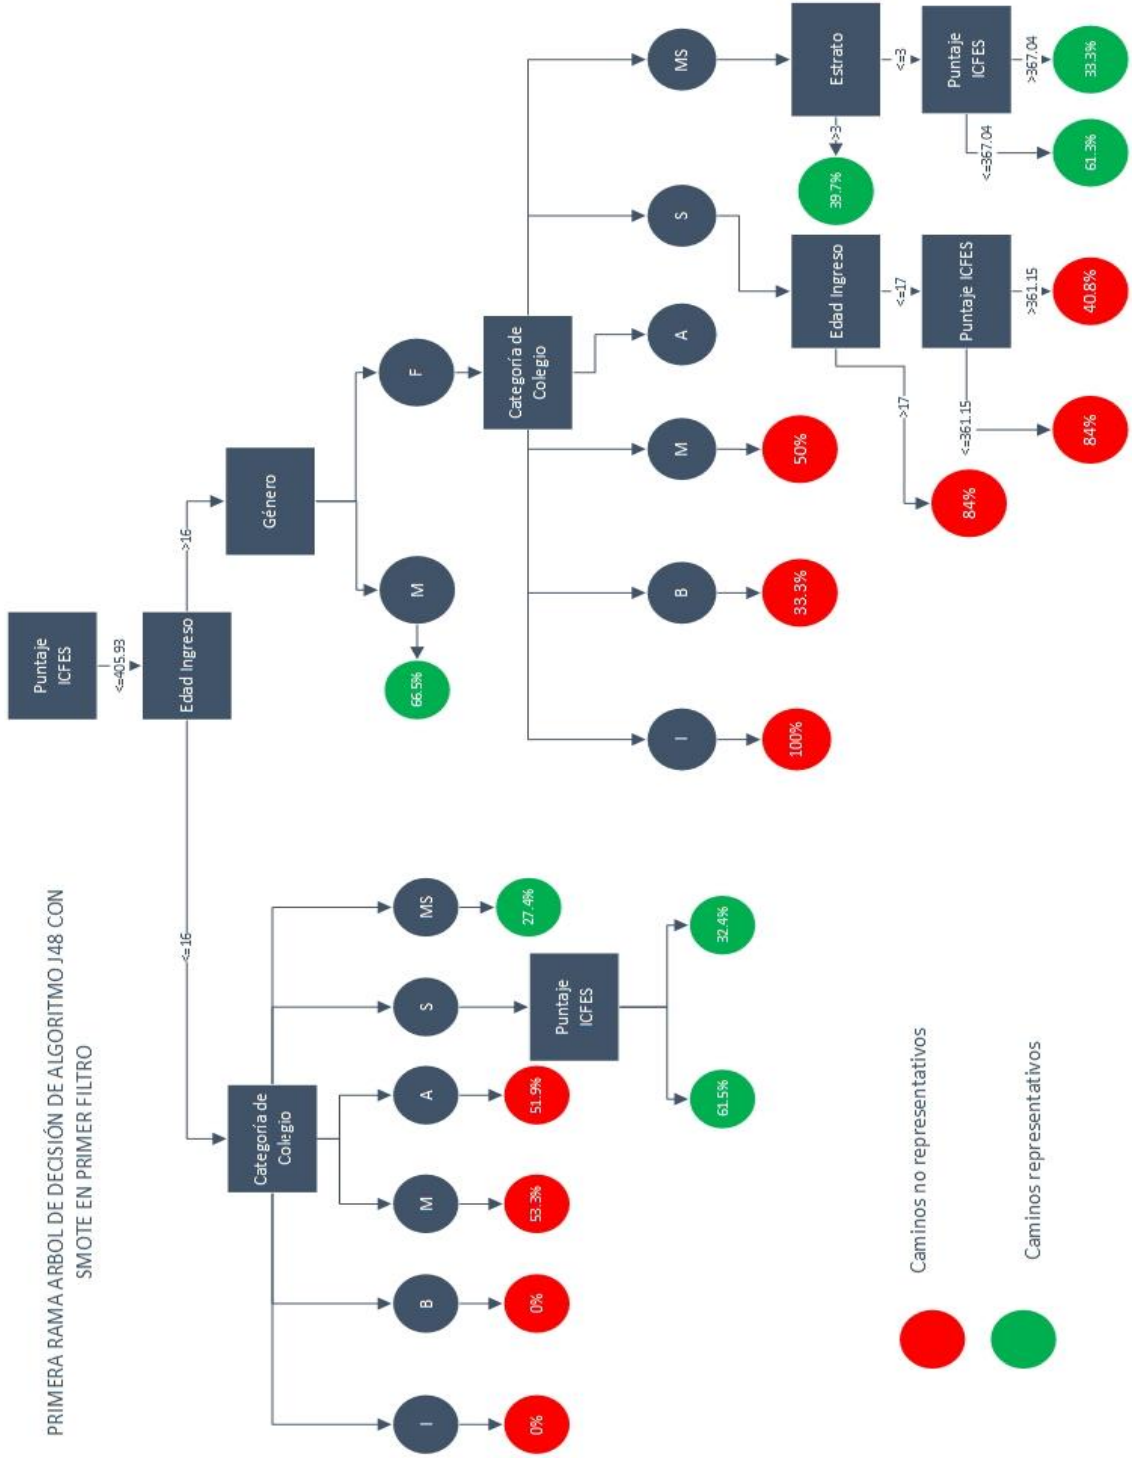 PRIMERA RAMA ARBOL DE DECISIÓN DE ALGORITMO J48 CON
SMOTE EN PRIMER FILTRO
Puntaje
ICFES
<=405.93
Edad Ingreso
<=16
>16
Categoría de
Colegio
Género
I
B
M
A
S
MS
M
F
66.5%
0%
0%
53.3%
51.9%
Puntaje
ICFES
27.4%
Categoría de
Colegio
61.5%
32.4%
I
B
M
A
S
MS
100%
33.3%
50%
Edad Ingreso
>3
39.7%
Estrato
>17
<=17
<=3
84%
<=361.15
Puntaje ICFES
>361.15
<=367.04
Puntaje
ICFES
>367.04
84%
40.8%
61.3%
33.3%
Caminos no representativos
Caminos representativos